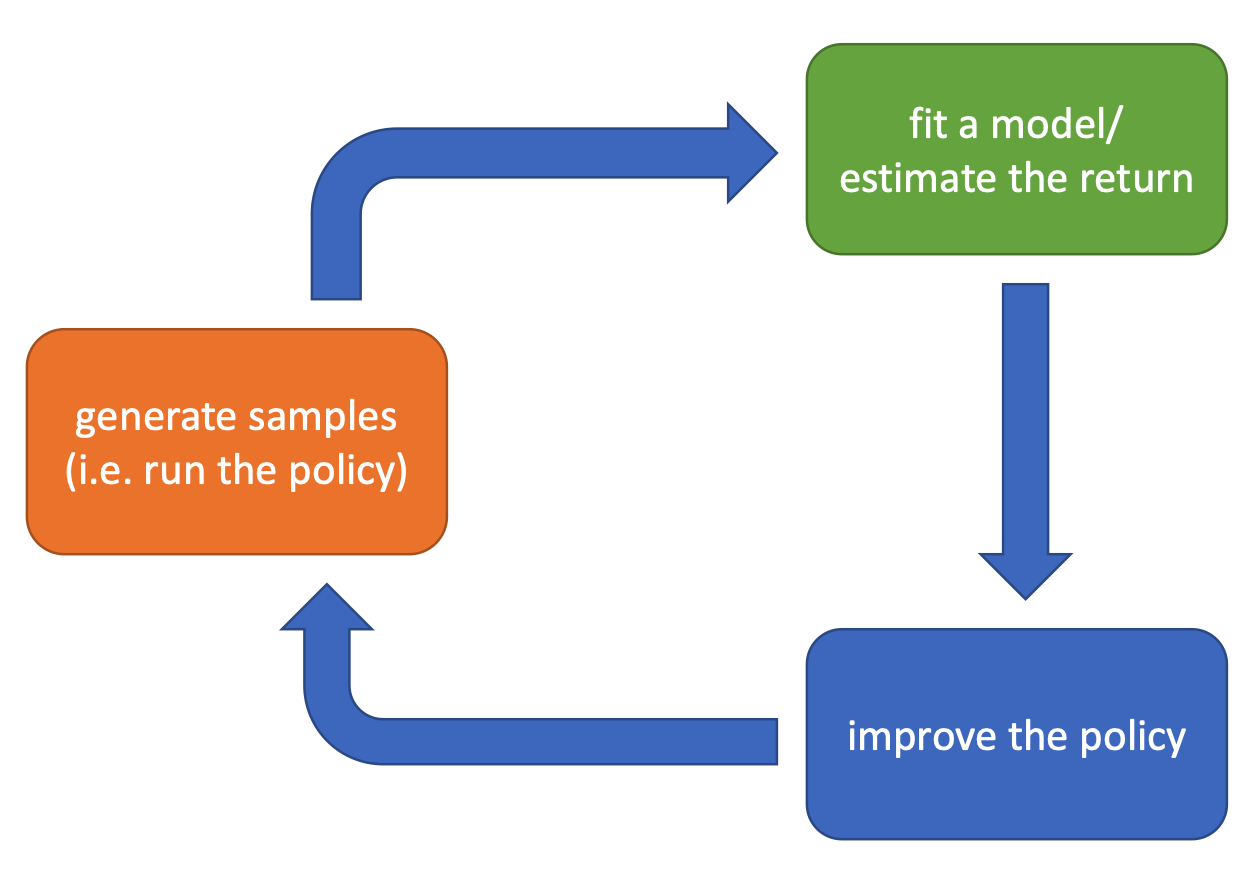 fit a model/
estimate the return
generate samples
(i.e. run the policy)
improve the policy